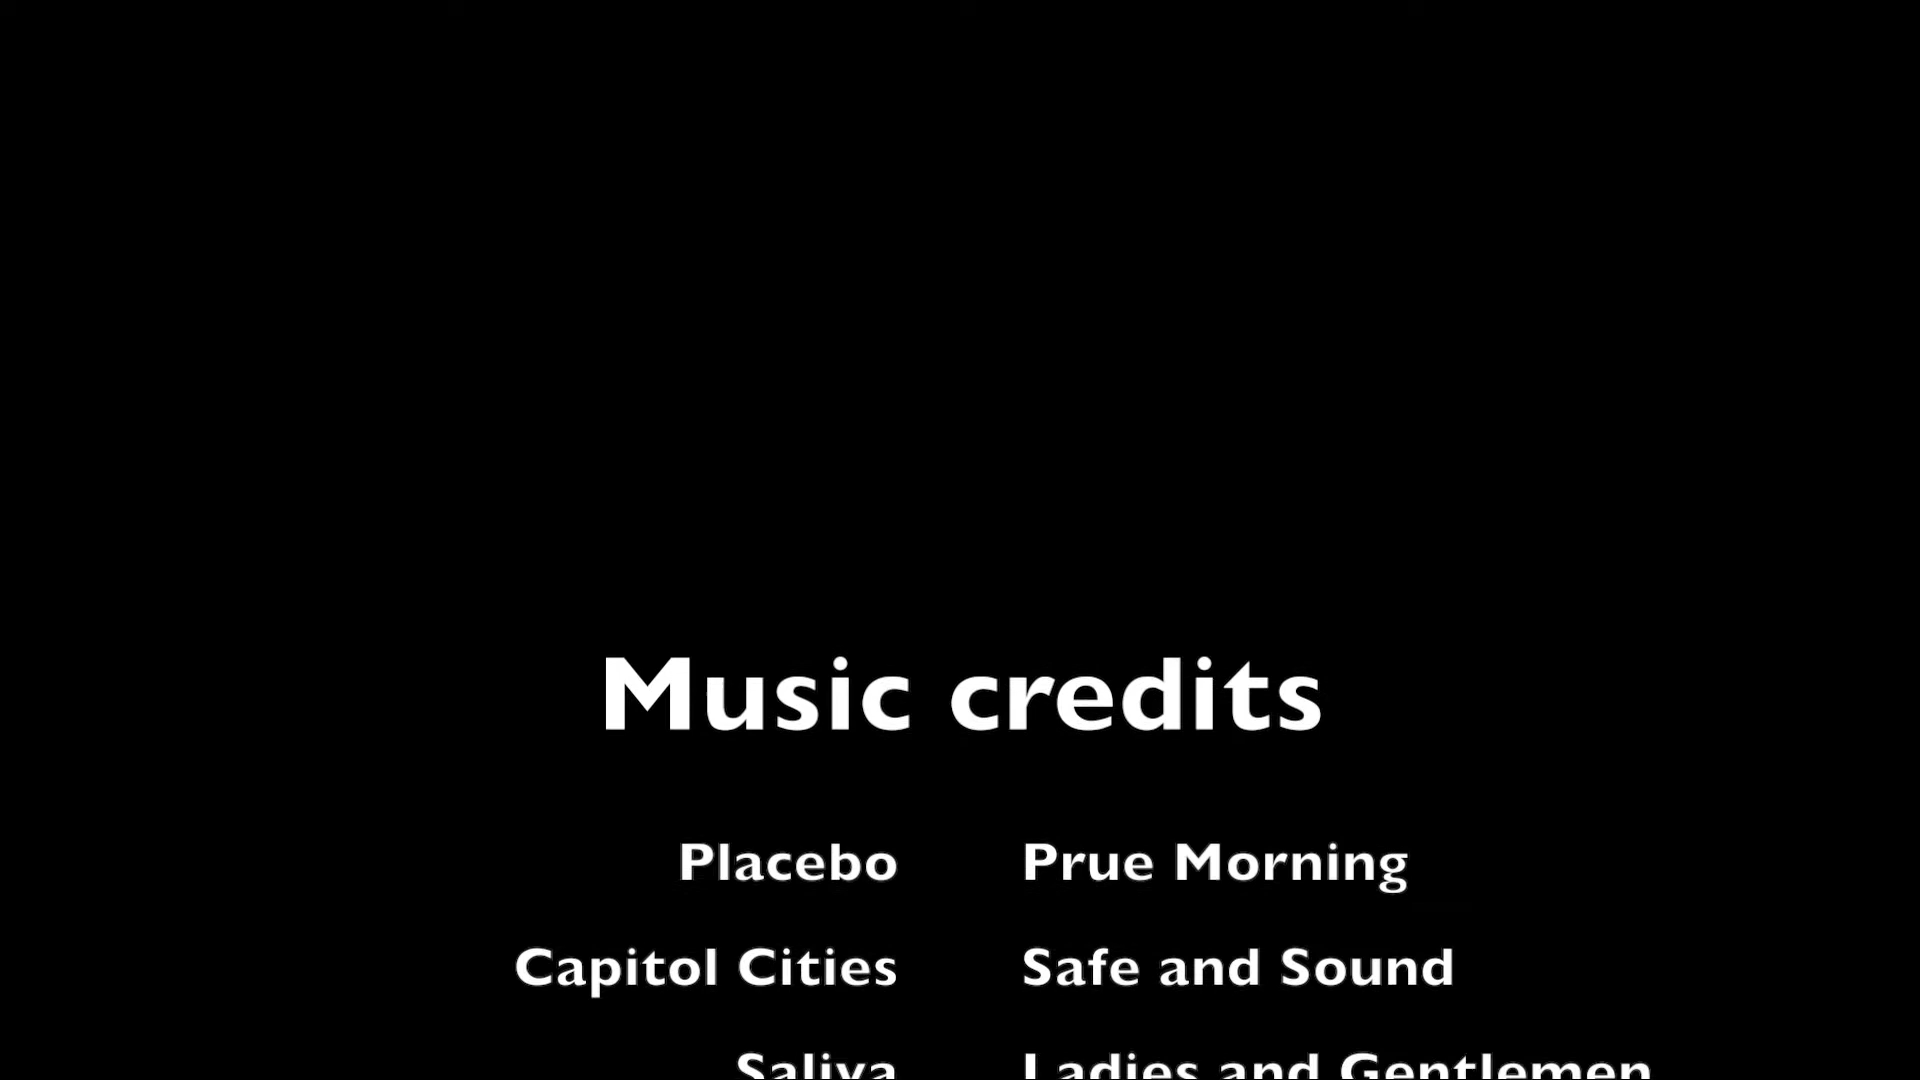 Music credits
Placebo Prue Morning
Capitol Cities Safe and Sound
Saliva Ladies and Gentlemen